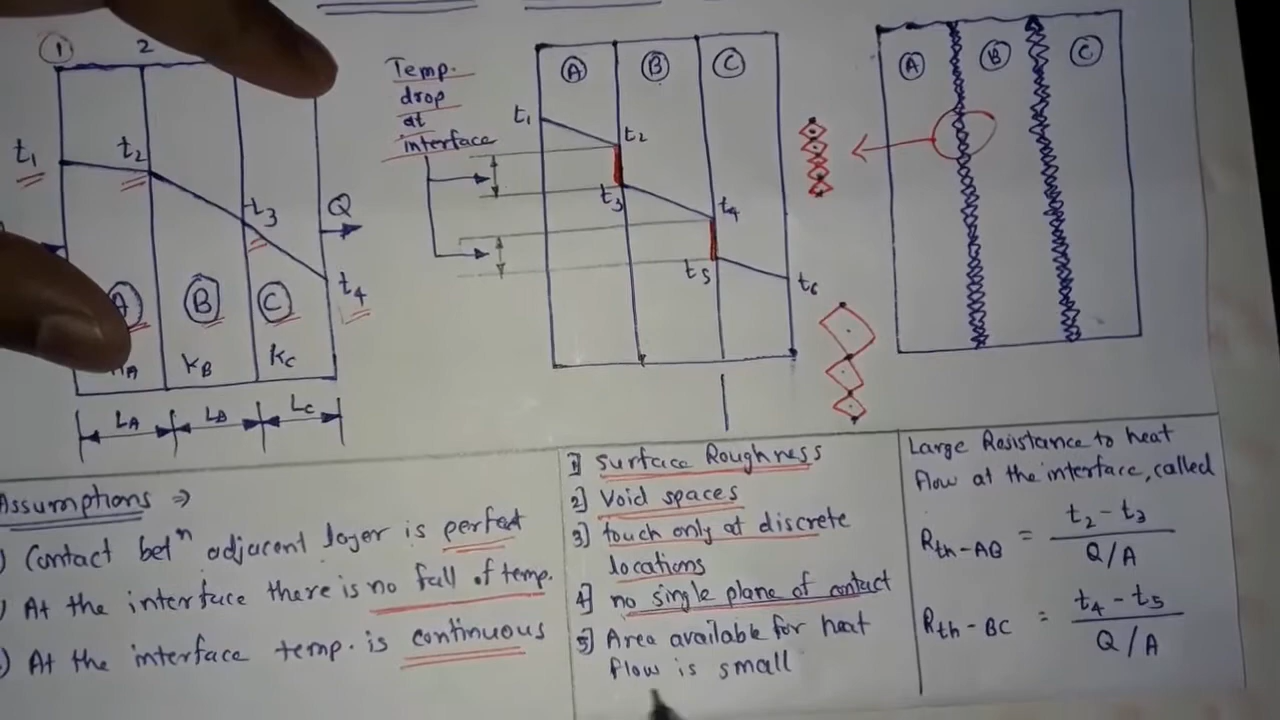 1
2
t1
t2
t3
t4
Q
A
B
C
KB
KC
LA
LB
LC
Temp.
drop
at
interface
A
B
C
t1
t2
t3
t4
t5
t6
A
B
C
Assumptions ⇒
) Contact betn adjacent layer is perfect
) At the interface there is no fall of temp.
) At the interface temp. is continuous
1] Surface Roughness
2] Void spaces
3] touch only at discrete
locations
4] no single plane of contact
5] Area available for heat
flow is small
Large Resistance to heat
flow at the interface, called
Rth-AB = t2 - t3 / Q/A
Rth-BC = t4 - t5 / Q/A